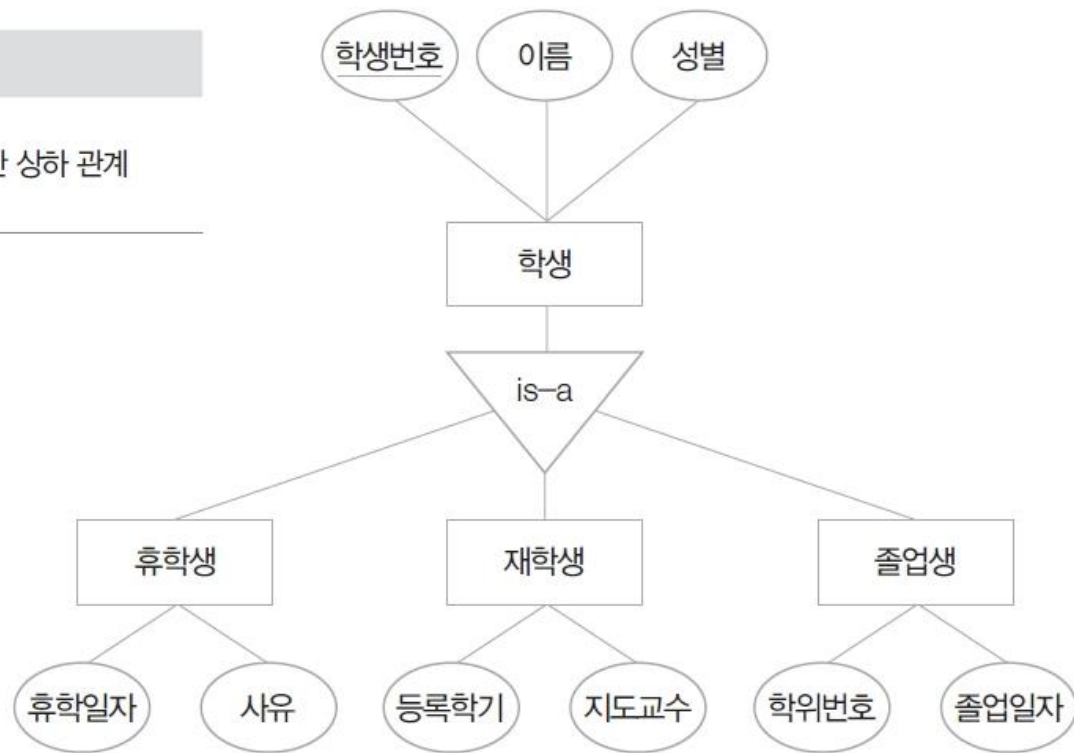 학생번호 이름 성별
상하 관계
학생
is-a
휴학생 재학생 졸업생
휴학일자 사유 등록학기 지도교수 학위번호 졸업일자